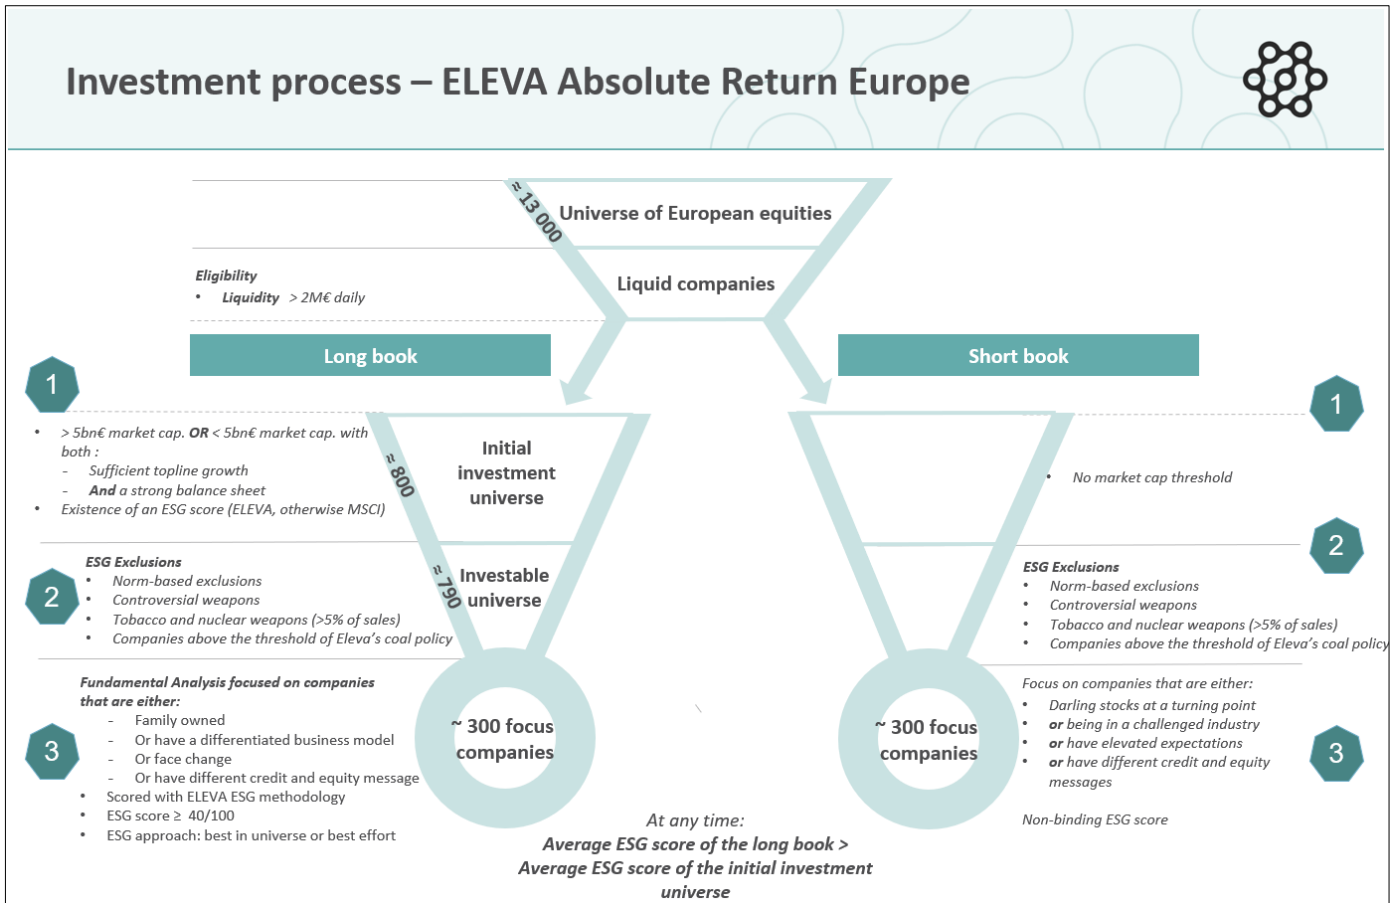 Investment process – ELEVA Absolute Return Europe
≈ 13 000
Universe of European equities
Liquid companies
Eligibility
• Liquidity > 2M€ daily
Long book
Short book
1
• > 5bn€ market cap. OR < 5bn€ market cap. with
both :
- Sufficient topline growth
- And a strong balance sheet
• Existence of an ESG score (ELEVA, otherwise MSCI)
≈ 800
Initial
investment
universe
1
• No market cap threshold
2
ESG Exclusions
• Norm-based exclusions
• Controversial weapons
• Tobacco and nuclear weapons (>5% of sales)
• Companies above the threshold of Eleva's coal policy
≈ 790
Investable
universe
2
ESG Exclusions
• Norm-based exclusions
• Controversial weapons
• Tobacco and nuclear weapons (>5% of sales)
• Companies above the threshold of Eleva's coal policy
3
Fundamental Analysis focused on companies
that are either:
- Family owned
- Or have a differentiated business model
- Or face change
- Or have different credit and equity message
• Scored with ELEVA ESG methodology
• ESG score ≥ 40/100
• ESG approach: best in universe or best effort
~ 300 focus
companies
~ 300 focus
companies
3
Focus on companies that are either:
• Darling stocks at a turning point
• or being in a challenged industry
• or have elevated expectations
• or have different credit and equity
messages
Non-binding ESG score
At any time:
Average ESG score of the long book >
Average ESG score of the initial investment
universe